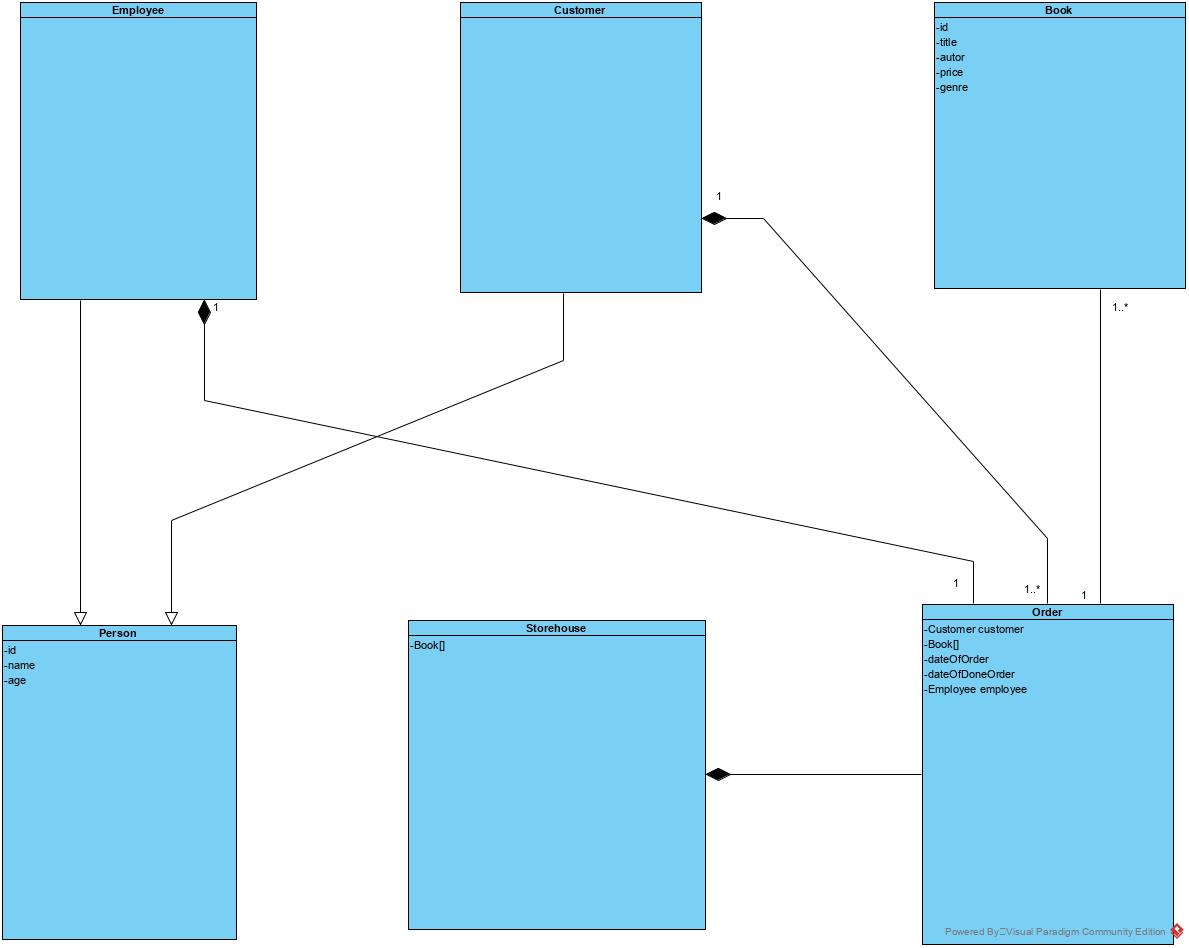 Employee
Customer
Book
-id
-title
-autor
-price
-genre
1
1
1..*
1
1..*
1
Person
-id
-name
-age
Storehouse
-Book[]
Order
-Customer customer
-Book[]
-dateOfOrder
-dateOfDoneOrder
-Employee employee
Powered By Visual Paradigm Community Edition